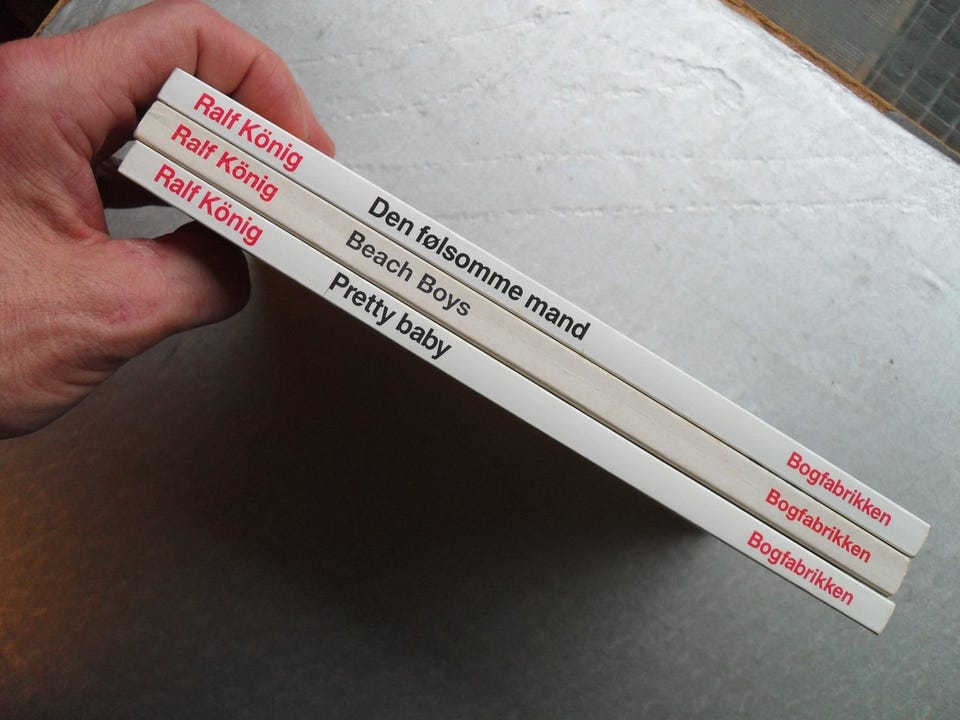 Ralf König Den følsomme mand Bogfabrikken
Ralf König Beach Boys Bogfabrikken
Ralf König Pretty baby Bogfabrikken